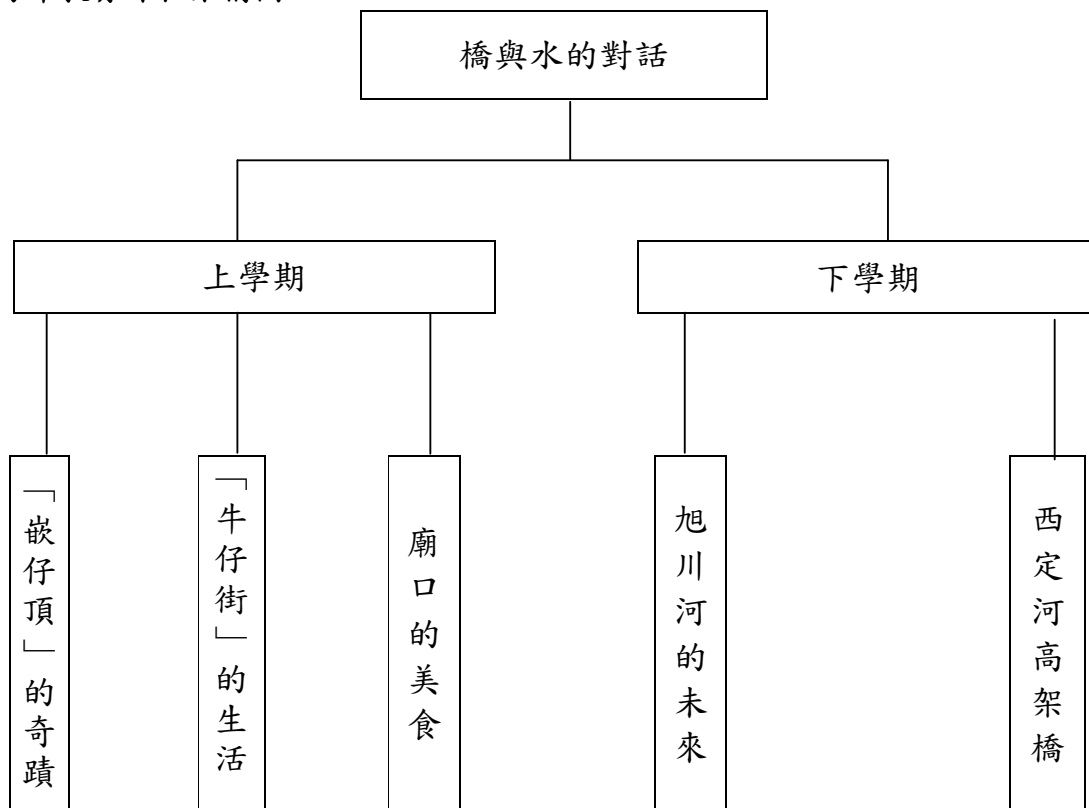 橋與水的對話
上學期
下學期
「嵌仔頂」的奇蹟
「牛仔街」的生活
廟口的美食
旭川河的未來
西定河高架橋